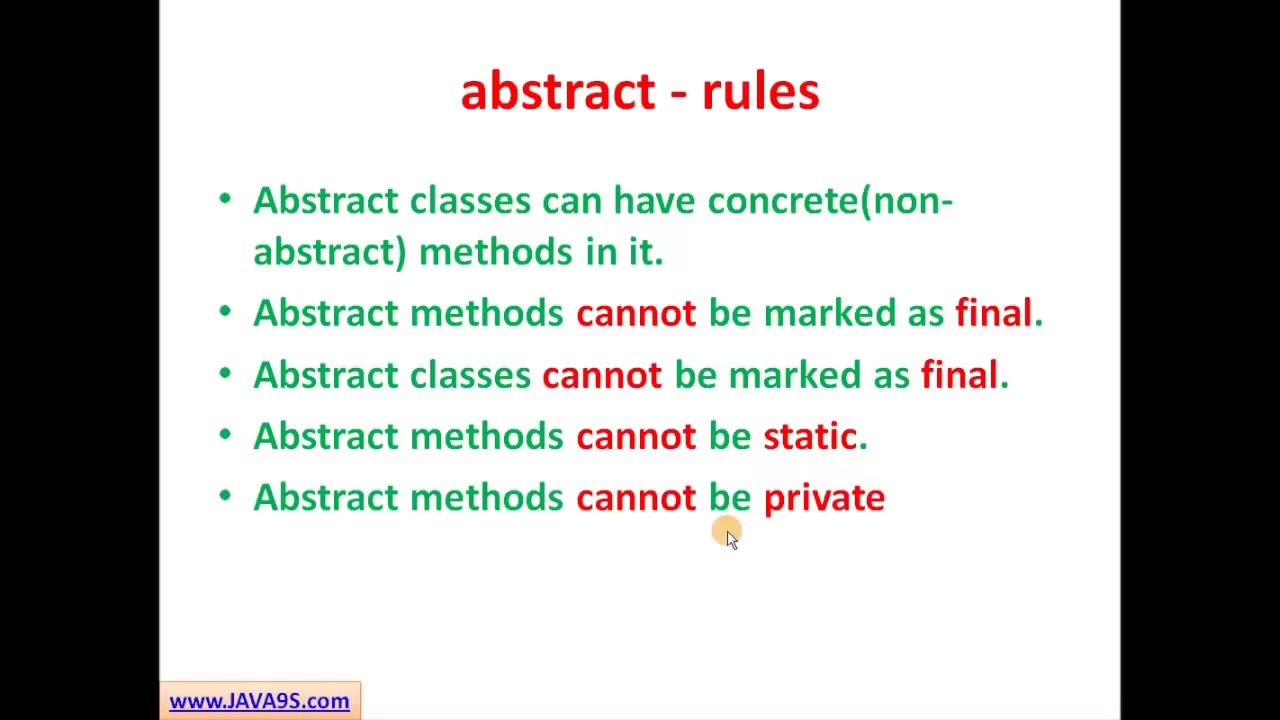 abstract - rules
• Abstract classes can have concrete(non-
abstract) methods in it.
• Abstract methods cannot be marked as final.
• Abstract classes cannot be marked as final.
• Abstract methods cannot be static.
• Abstract methods cannot be private
www.JAVA9S.com